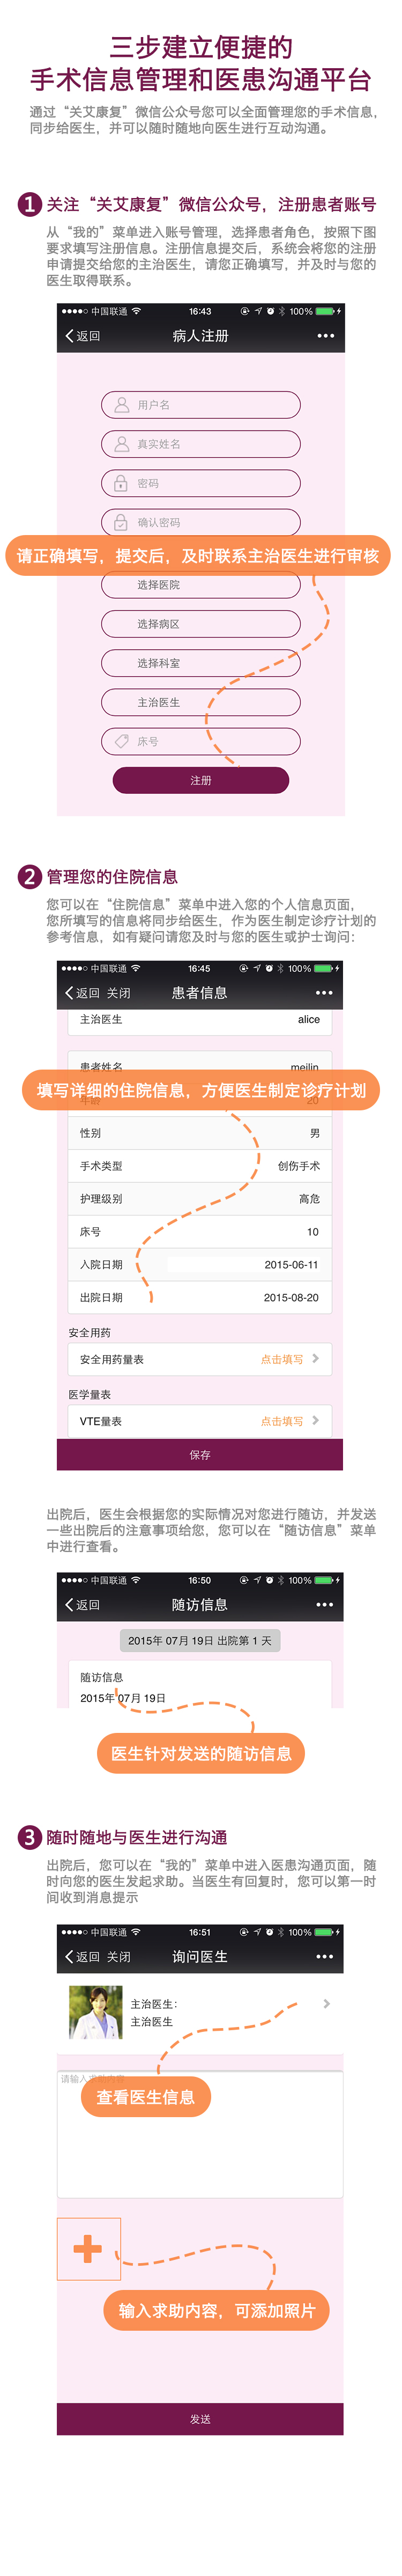 三步建立便捷的
手术信息管理和医患沟通平台
通过“关艾康复”微信公众号您可以全面管理您的手术信息,
同步给医生，并可以随时随地向医生进行互动沟通。
1 关注“关艾康复”微信公众号，注册患者账号
从“我的”菜单进入账号管理，选择患者角色，按照下图
要求填写注册信息。注册信息提交后，系统会将您的注册
申请提交给您的主治医生，请您正确填写，并及时与您的
医生取得联系。
中国联通 16:43 100%
返回 病人注册
用户名
真实姓名
密码
确认密码
请正确填写，提交后，及时联系主治医生进行审核
选择医院
选择病区
选择科室
主治医生
床号
注册
2 管理您的住院信息
您可以在“住院信息”菜单中进入您的个人信息页面，
您所填写的信息将同步给医生，作为医生制定诊疗计划的
参考信息，如有疑问请您及时与您的医生或护士询问：
中国联通 16:45 100%
返回 关闭 患者信息
主治医生 alice
患者姓名 meilin
填写详细的住院信息，方便医生制定诊疗计划
年龄 20
性别 男
手术类型 创伤手术
护理级别 高危
床号 10
入院日期 2015-06-11
出院日期 2015-08-20
安全用药
安全用药量表 点击填写
医学量表
VTE量表 点击填写
保存
出院后，医生会根据您的实际情况对您进行随访，并发送
一些出院后的注意事项给您，您可以在“随访信息”菜单
中进行查看。
中国联通 16:50 100%
返回 随访信息
2015年 07月 19日 出院第 1 天
随访信息
2015年 07月 19日
医生针对发送的随访信息
3 随时随地与医生进行沟通
出院后，您可以在“我的”菜单中进入医患沟通页面，随
时向您的医生发起求助。当医生有回复时，您可以第一时
间收到消息提示
中国联通 16:51 100%
返回 关闭 询问医生
主治医生：
主治医生
请输入求助内容
查看医生信息
输入求助内容，可添加照片
发送